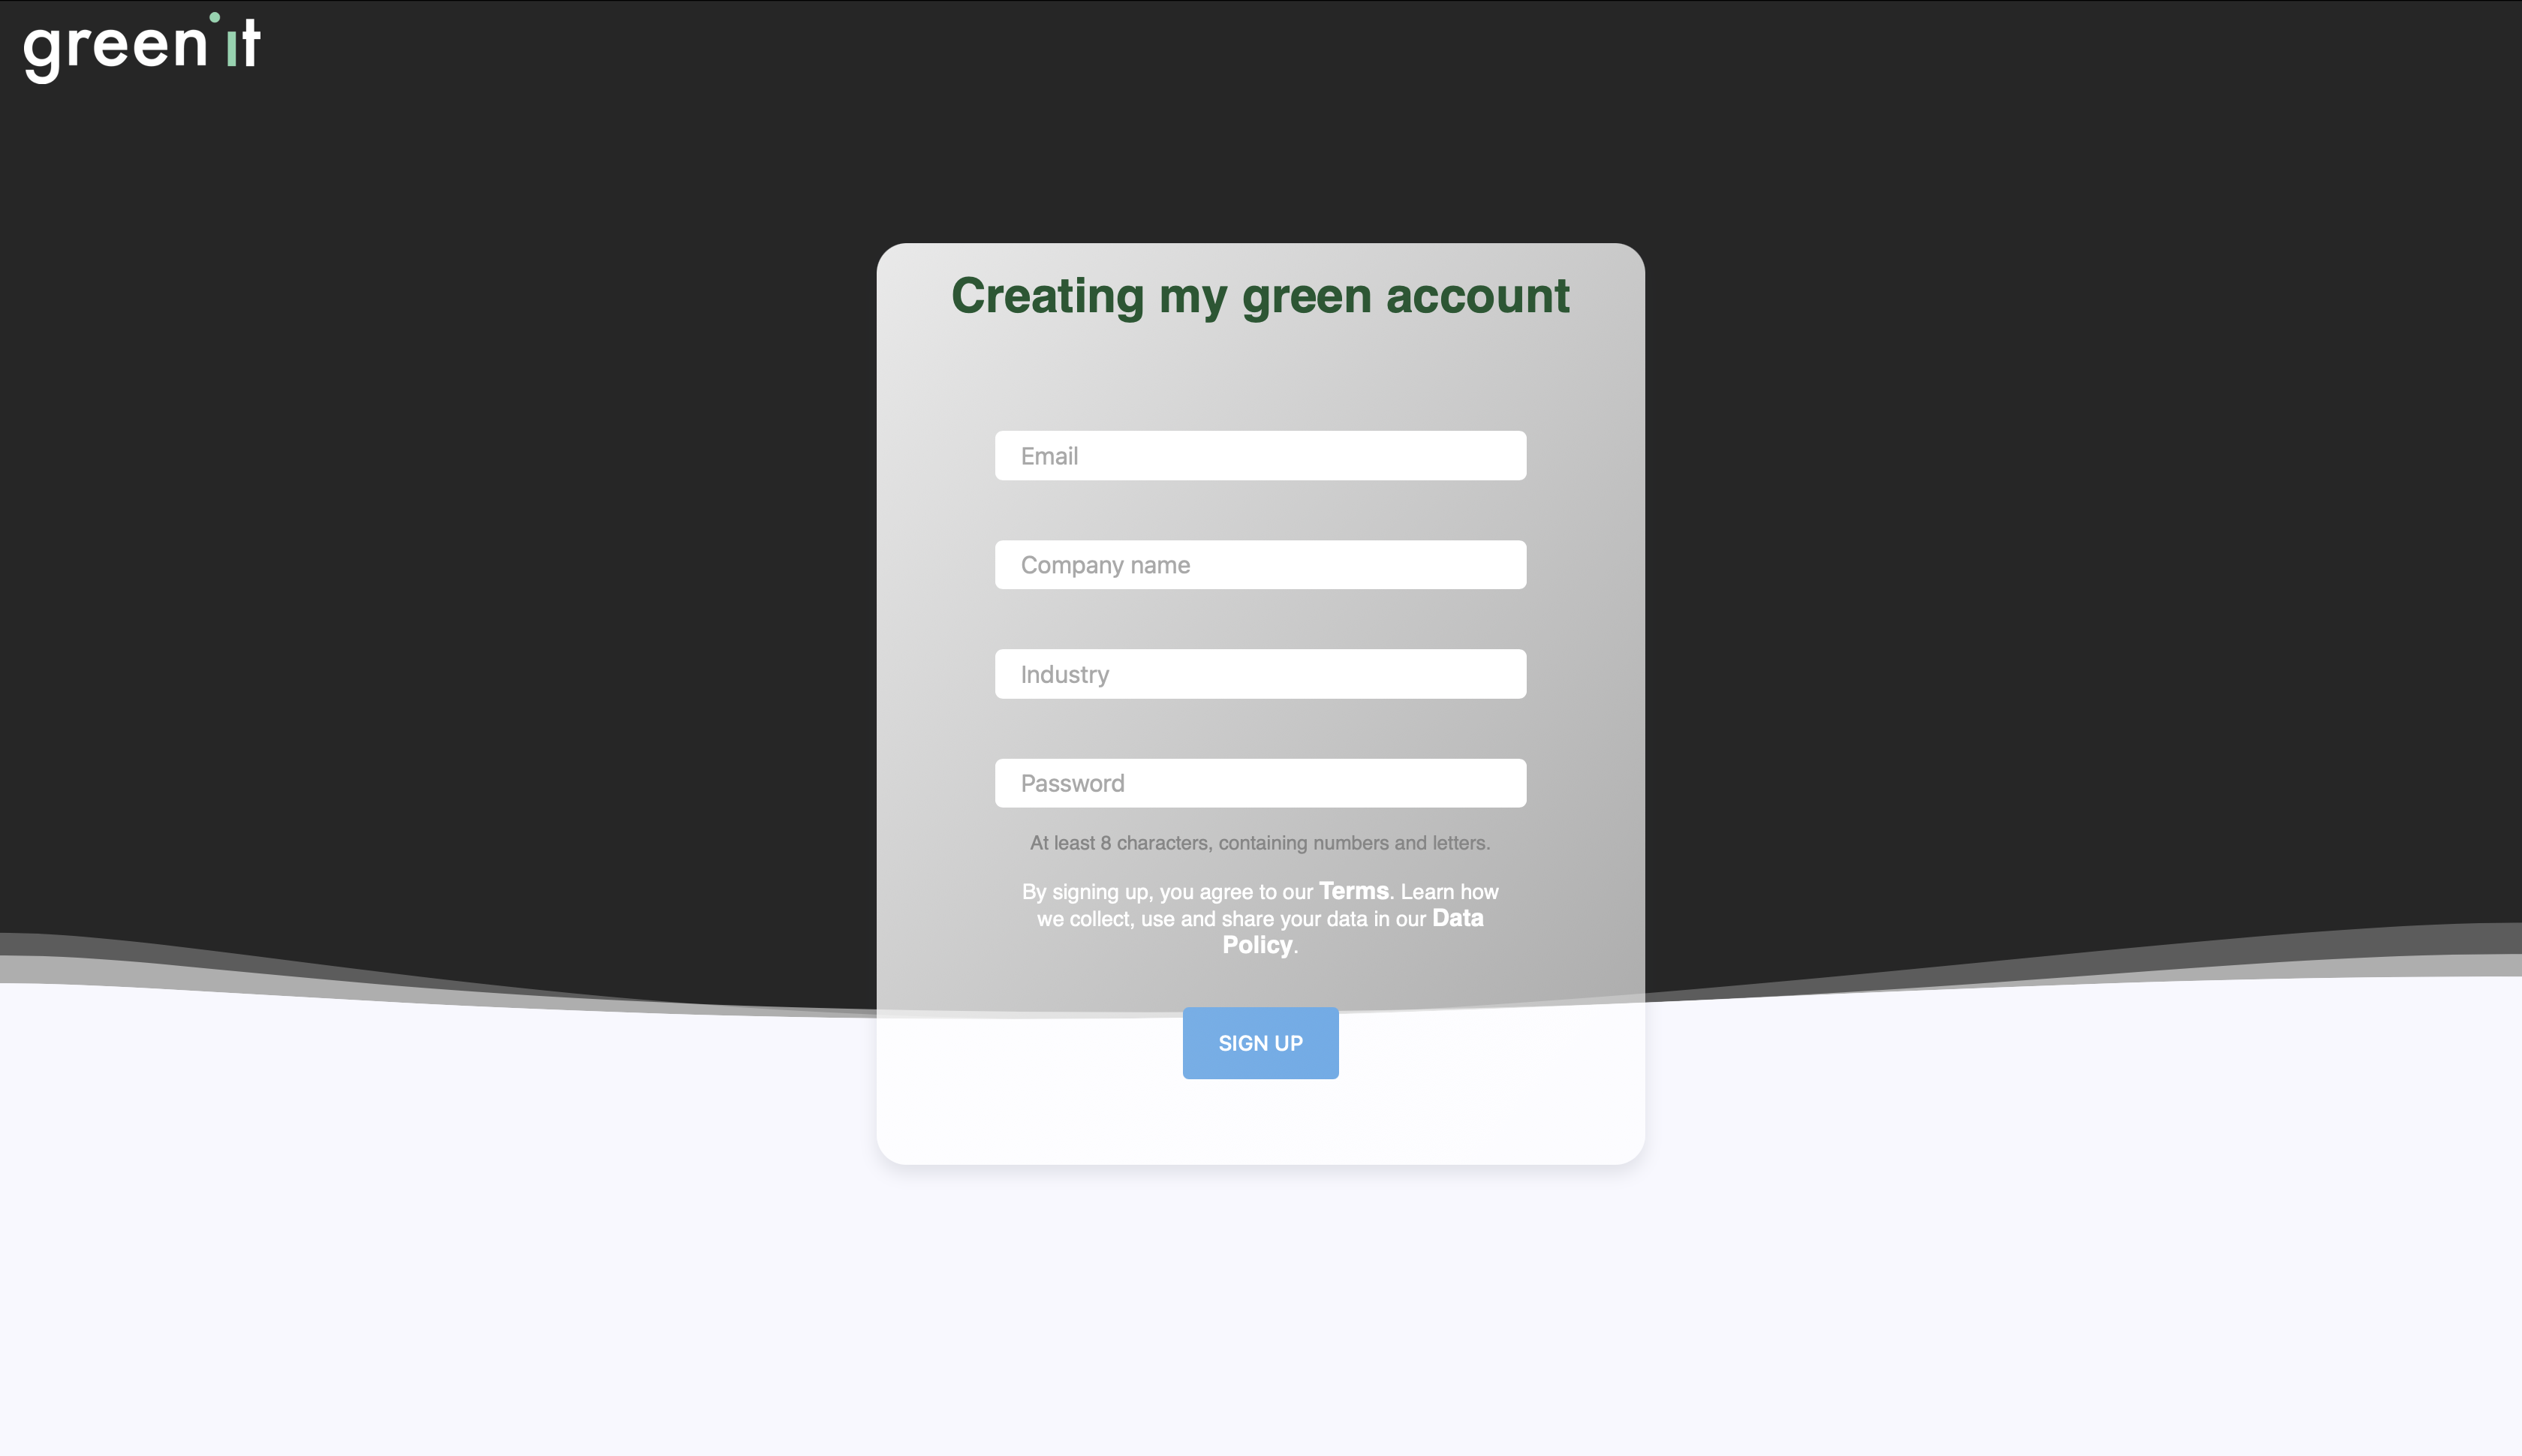 green it
Creating my green account
Email
Company name
Industry
Password
At least 8 characters, containing numbers and letters.
By signing up, you agree to our Terms. Learn how
we collect, use and share your data in our Data
Policy.
SIGN UP